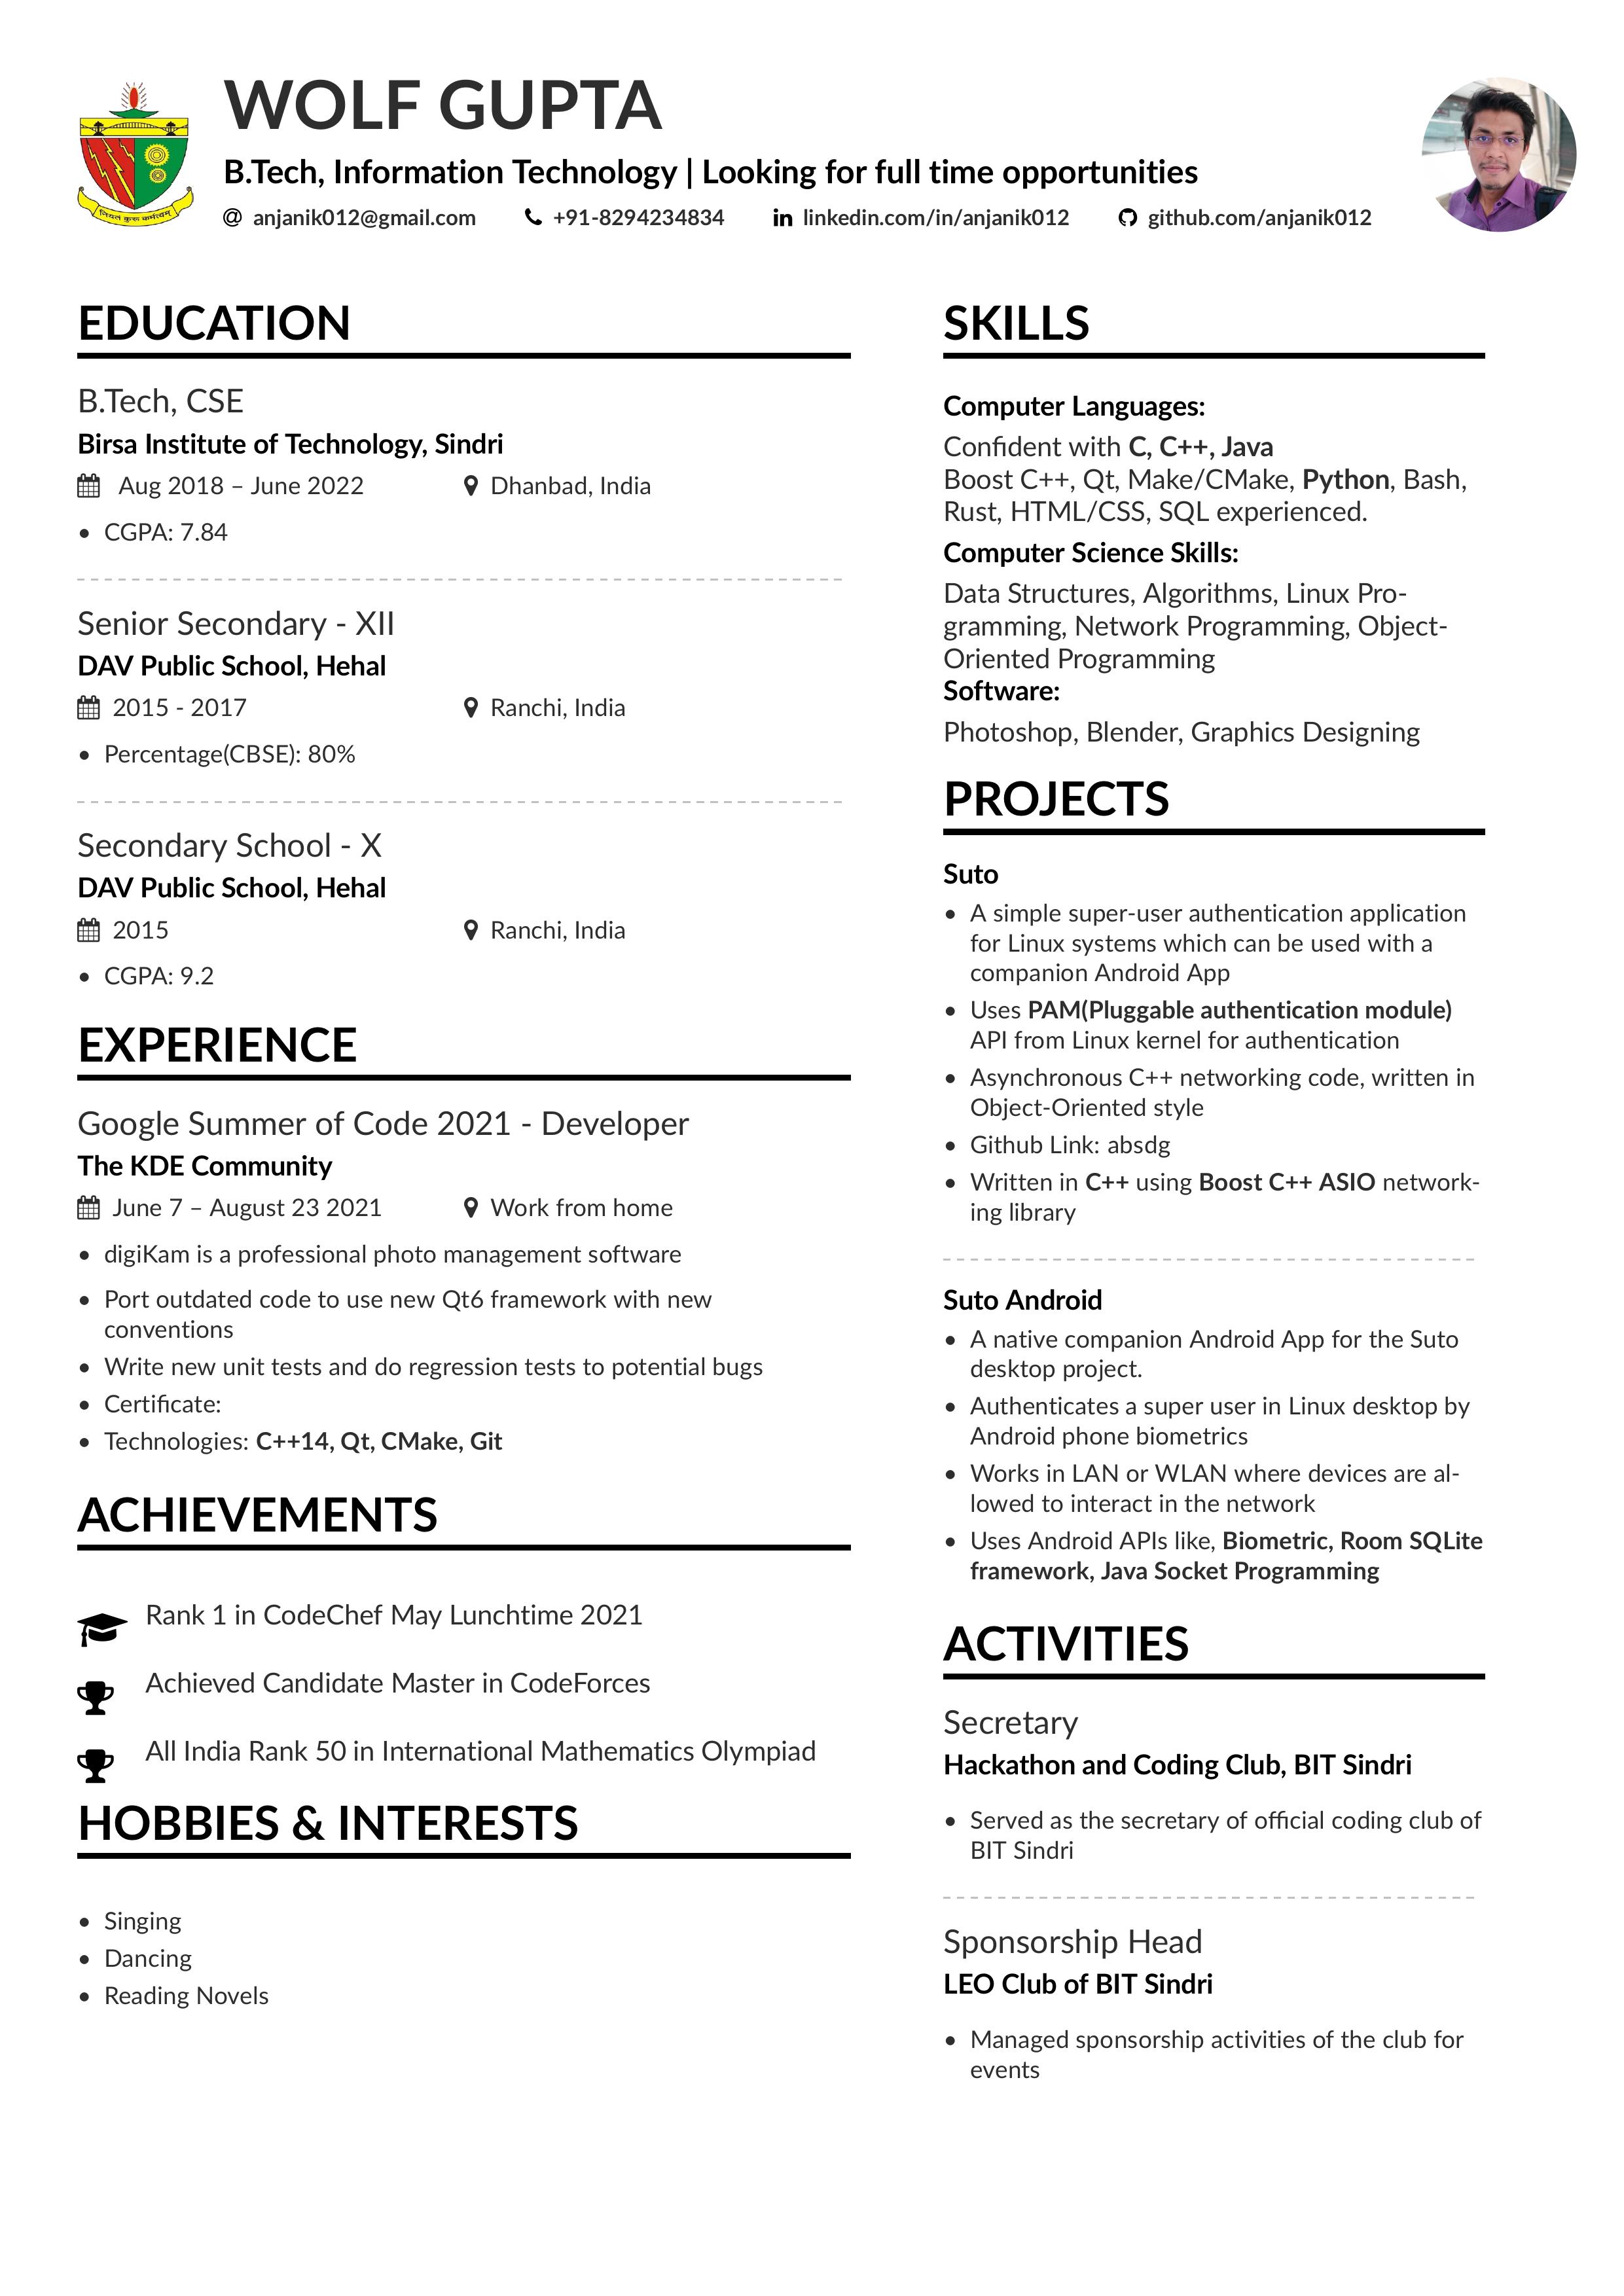 WOLF GUPTA
B.Tech, Information Technology | Looking for full time opportunities
anjanik012@gmail.com +91-8294234834 linkedin.com/in/anjanik012 github.com/anjanik012
नियतं कुरु कर्मत्वम्
EDUCATION
B.Tech, CSE
Birsa Institute of Technology, Sindri
Aug 2018 – June 2022 Dhanbad, India
• CGPA: 7.84
Senior Secondary - XII
DAV Public School, Hehal
2015 - 2017 Ranchi, India
• Percentage(CBSE): 80%
Secondary School - X
DAV Public School, Hehal
2015 Ranchi, India
• CGPA: 9.2
EXPERIENCE
Google Summer of Code 2021 - Developer
The KDE Community
June 7 – August 23 2021 Work from home
• digiKam is a professional photo management software
• Port outdated code to use new Qt6 framework with new
conventions
• Write new unit tests and do regression tests to potential bugs
• Certificate:
• Technologies: C++14, Qt, CMake, Git
ACHIEVEMENTS
Rank 1 in CodeChef May Lunchtime 2021
Achieved Candidate Master in CodeForces
All India Rank 50 in International Mathematics Olympiad
HOBBIES & INTERESTS
• Singing
• Dancing
• Reading Novels
SKILLS
Computer Languages:
Confident with C, C++, Java
Boost C++, Qt, Make/CMake, Python, Bash,
Rust, HTML/CSS, SQL experienced.
Computer Science Skills:
Data Structures, Algorithms, Linux Pro-
gramming, Network Programming, Object-
Oriented Programming
Software:
Photoshop, Blender, Graphics Designing
PROJECTS
Suto
• A simple super-user authentication application
for Linux systems which can be used with a
companion Android App
• Uses PAM(Pluggable authentication module)
API from Linux kernel for authentication
• Asynchronous C++ networking code, written in
Object-Oriented style
• Github Link: absdg
• Written in C++ using Boost C++ ASIO network-
ing library
Suto Android
• A native companion Android App for the Suto
desktop project.
• Authenticates a super user in Linux desktop by
Android phone biometrics
• Works in LAN or WLAN where devices are al-
lowed to interact in the network
• Uses Android APIs like, Biometric, Room SQLite
framework, Java Socket Programming
ACTIVITIES
Secretary
Hackathon and Coding Club, BIT Sindri
• Served as the secretary of official coding club of
BIT Sindri
Sponsorship Head
LEO Club of BIT Sindri
• Managed sponsorship activities of the club for
events